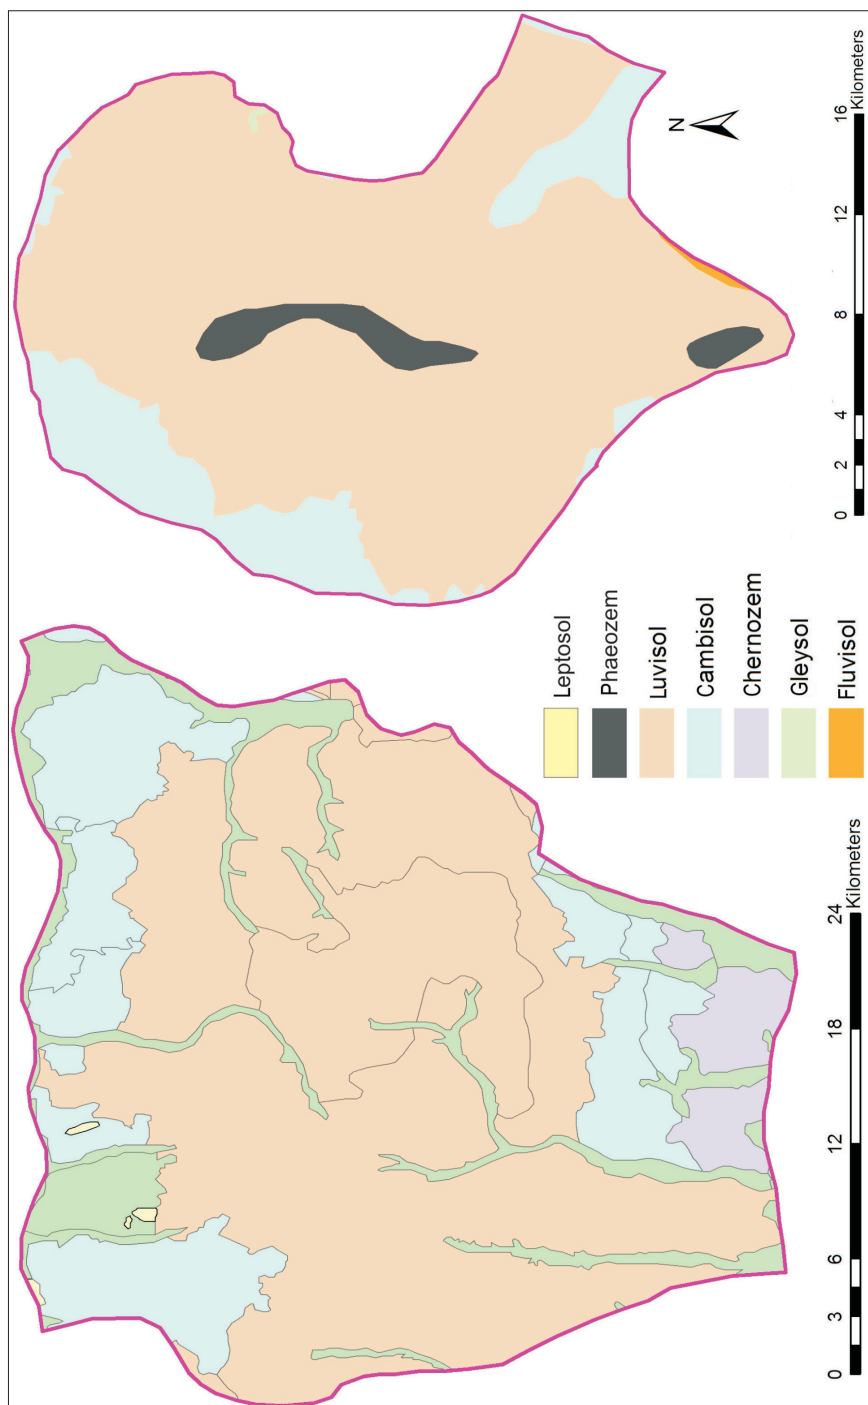 N
Kilometers
0 2 4 8 12 16
Leptosol
Phaeozem
Luvisol
Cambisol
Chernozem
Gleysol
Fluvisol
Kilometers
0 3 6 12 18 24